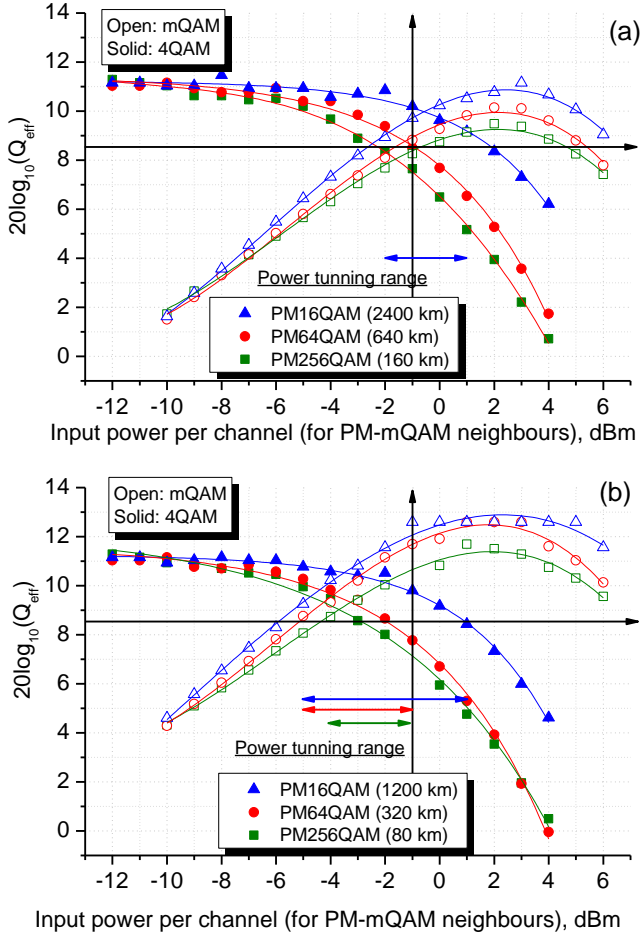 (a)
Open: mQAM
Solid: 4QAM
14
12
10
8
6
4
2
0
20log10(Qeff)
Power tunning range
PM16QAM (2400 km)
PM64QAM (640 km)
PM256QAM (160 km)
-12 -10 -8 -6 -4 -2 0 2 4 6
Input power per channel (for PM-mQAM neighbours), dBm
(b)
Open: mQAM
Solid: 4QAM
14
12
10
8
6
4
2
0
20log10(Qeff)
Power tunning range
PM16QAM (1200 km)
PM64QAM (320 km)
PM256QAM (80 km)
-12 -10 -8 -6 -4 -2 0 2 4 6
Input power per channel (for PM-mQAM neighbours), dBm